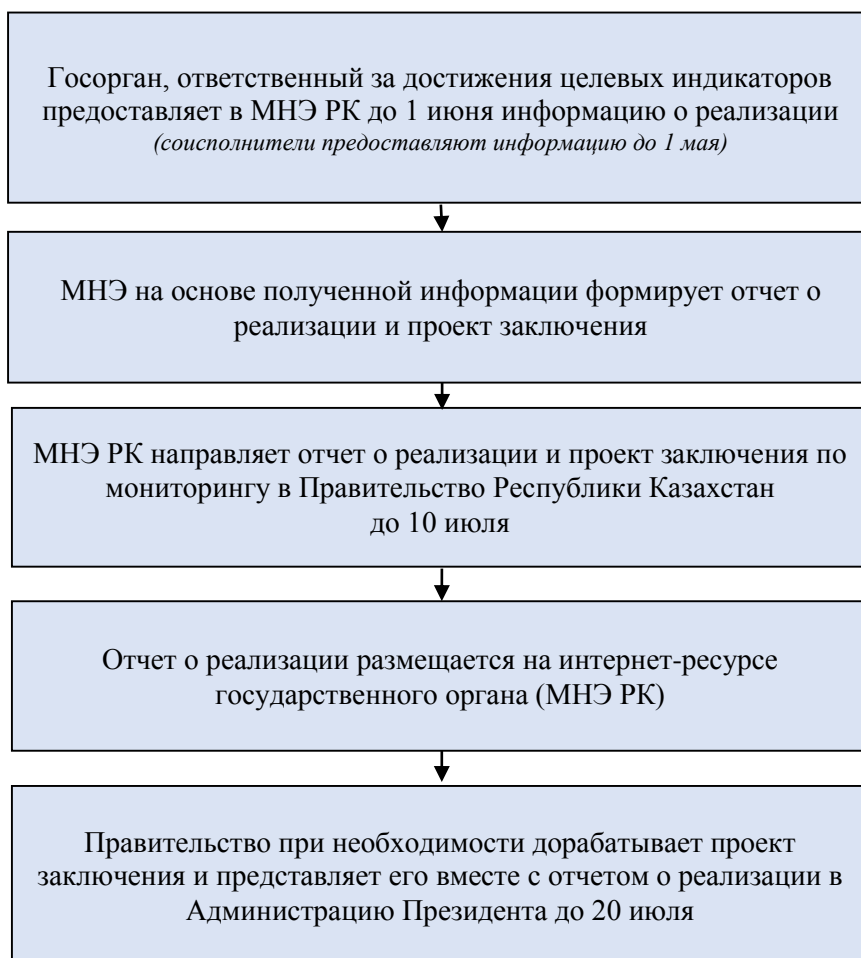 Госорган, ответственный за достижения целевых индикаторов
предоставляет в МНЭ РК до 1 июня информацию о реализации
(соисполнители предоставляют информацию до 1 мая)
МНЭ на основе полученной информации формирует отчет о
реализации и проект заключения
МНЭ РК направляет отчет о реализации и проект заключения по
мониторингу в Правительство Республики Казахстан
до 10 июля
Отчет о реализации размещается на интернет-ресурсе
государственного органа (МНЭ РК)
Правительство при необходимости дорабатывает проект
заключения и представляет его вместе с отчетом о реализации в
Администрацию Президента до 20 июля